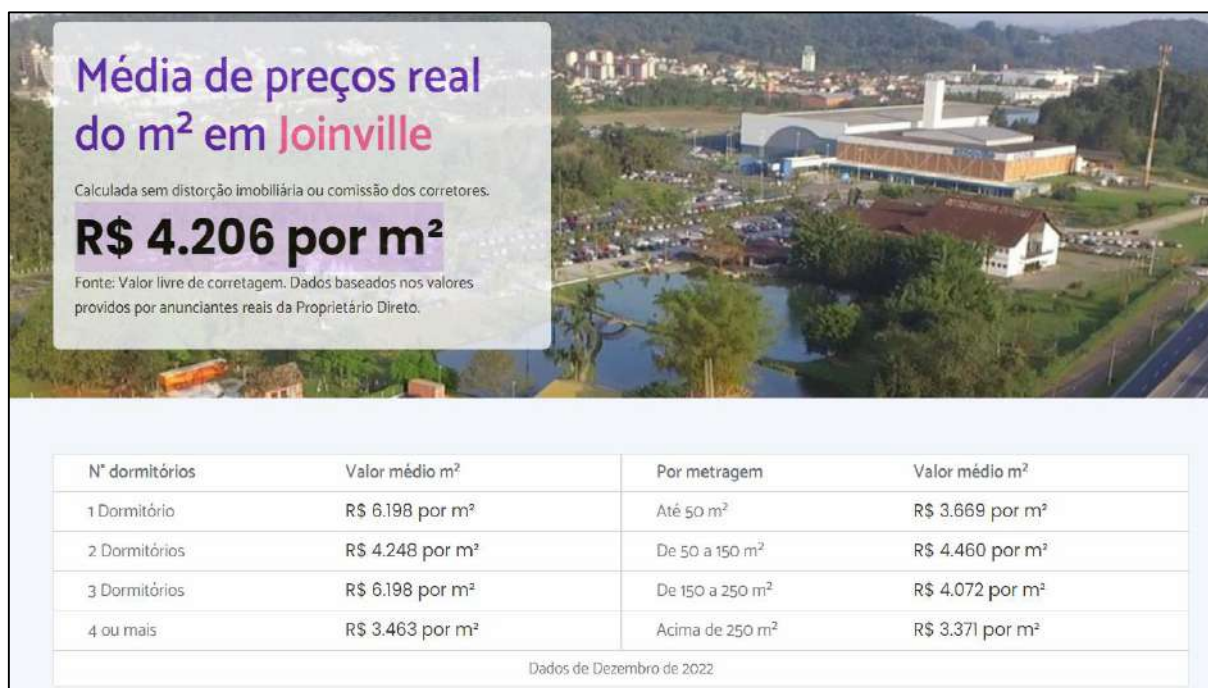 Média de preços real
do m² em Joinville
Calculada sem distorção imobiliária ou comissão dos corretores.
R$ 4.206 por m²
Fonte: Valor livre de corretagem. Dados baseados nos valores
providos por anunciantes reais da Proprietário Direto.
N° dormitórios Valor médio m² Por metragem Valor médio m²
1 Dormitório R$ 6.198 por m² Até 50 m² R$ 3.669 por m²
2 Dormitórios R$ 4.248 por m² De 50 a 150 m² R$ 4.460 por m²
3 Dormitórios R$ 6.198 por m² De 150 a 250 m² R$ 4.072 por m²
4 ou mais R$ 3.463 por m² Acima de 250 m² R$ 3.371 por m²
Dados de Dezembro de 2022